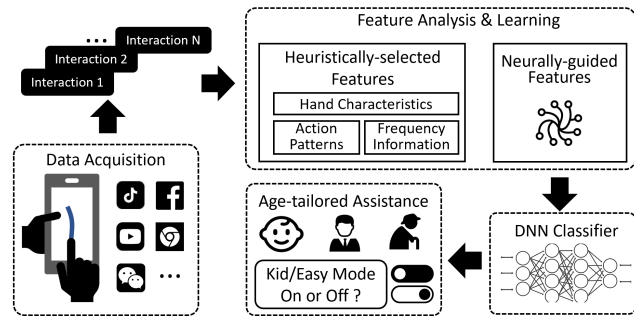 ... Interaction N
Interaction 2
Interaction 1
Feature Analysis & Learning
Heuristically-selected
Features
Hand Characteristics
Action
Patterns
Frequency
Information
Neurally-guided
Features
Data Acquisition
...
Age-tailored Assistance
Kid/Easy Mode
On or Off ?
DNN Classifier